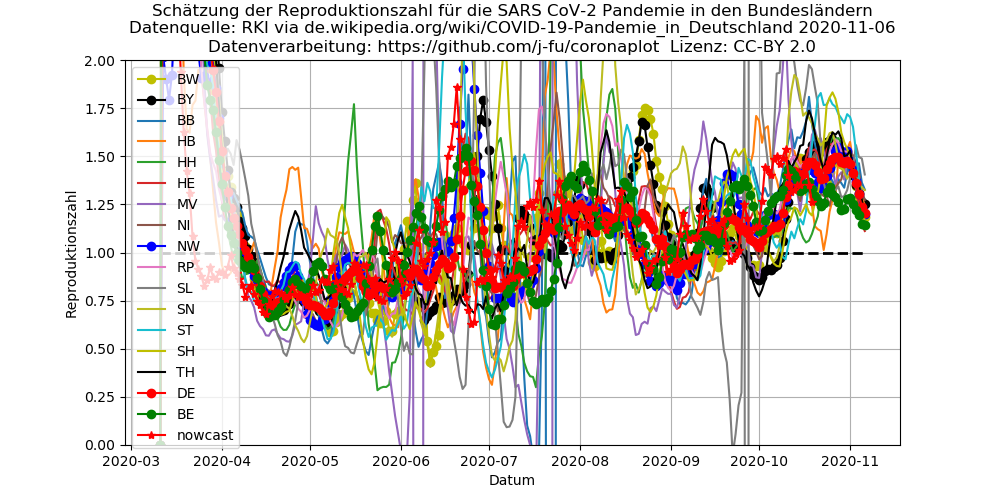 Schätzung der Reproduktionszahl für die SARS CoV-2 Pandemie in den Bundesländern
Datenquelle: RKI via de.wikipedia.org/wiki/COVID-19-Pandemie_in_Deutschland 2020-11-06
Datenverarbeitung: https://github.com/j-fu/coronaplot  Lizenz: CC-BY 2.0
Reproduktionszahl
2.00
1.75
1.50
1.25
1.00
0.75
0.50
0.25
0.00
BW
BY
BB
HB
HH
HE
MV
NI
NW
RP
SL
SN
ST
SH
TH
DE
BE
nowcast
2020-03 2020-04 2020-05 2020-06 2020-07 2020-08 2020-09 2020-10 2020-11
Datum